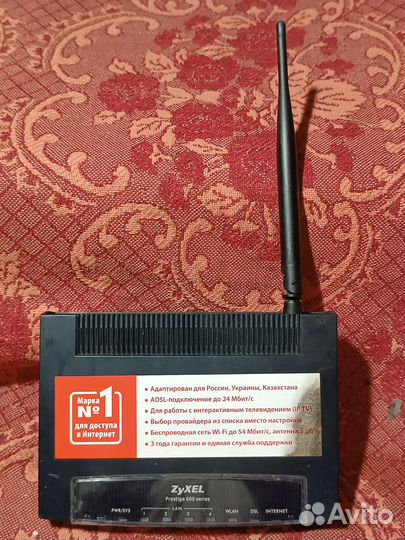 Марка
№1
для доступа
в Интернет
• Адаптирован для России, Украины, Казахстана
• ADSL-подключение до 24 Мбит/с
• Для работы с интерактивным телевидением (IP TV)
• Выбор провайдера из списка вместо настройки
• Беспроводная сеть Wi-Fi до 54 Мбит/с, антенна 5 дБ
• 3 года гарантии и единая служба поддержки
ZyXEL
Prestige 600 series
LAN
PWR/SYS 1 2 3 4 WLAN DSL INTERNET
Avito